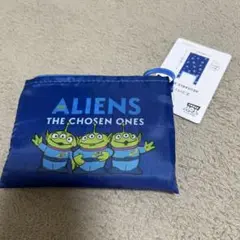 ALIENS
THE CHOSEN ONES